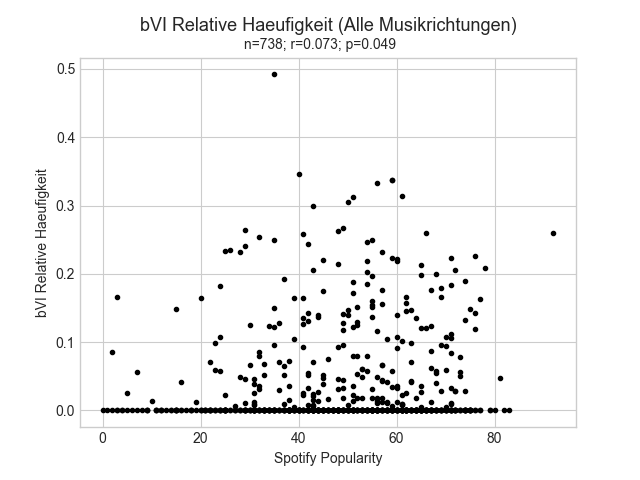 bVI Relative Haeufigkeit (Alle Musikrichtungen)
n=738; r=0.073; p=0.049
0.5
0.4
0.3
0.2
0.1
0.0
bVI Relative Haeufigkeit
0 20 40 60 80
Spotify Popularity